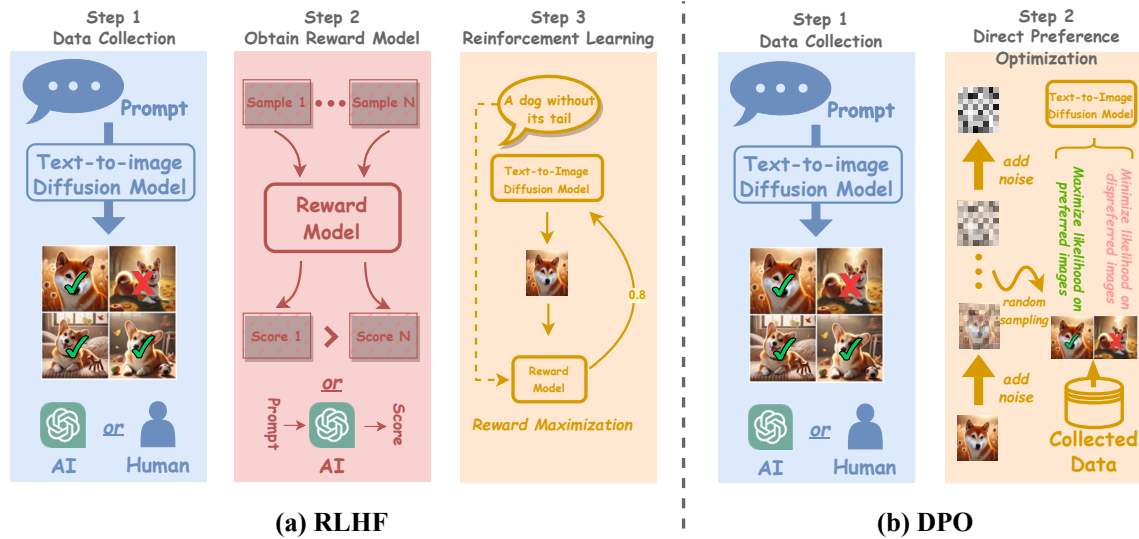 Step 1
Data Collection
Prompt
Text-to-image
Diffusion Model
AI
or
Human
Step 2
Obtain Reward Model
Sample 1
Sample N
Reward
Model
Score 1
>
Score N
or
Prompt
Score
AI
Step 3
Reinforcement Learning
A dog without
its tail
Text-to-Image
Diffusion Model
0.8
Reward
Model
Reward Maximization
(a) RLHF
Step 1
Data Collection
Prompt
Text-to-image
Diffusion Model
AI
or
Human
Step 2
Direct Preference
Optimization
Text-to-Image
Diffusion Model
add
noise
Maximize likelihood on
preferred images
Minimize likelihood on
dispreferred images
random
sampling
add
noise
Collected
Data
(b) DPO